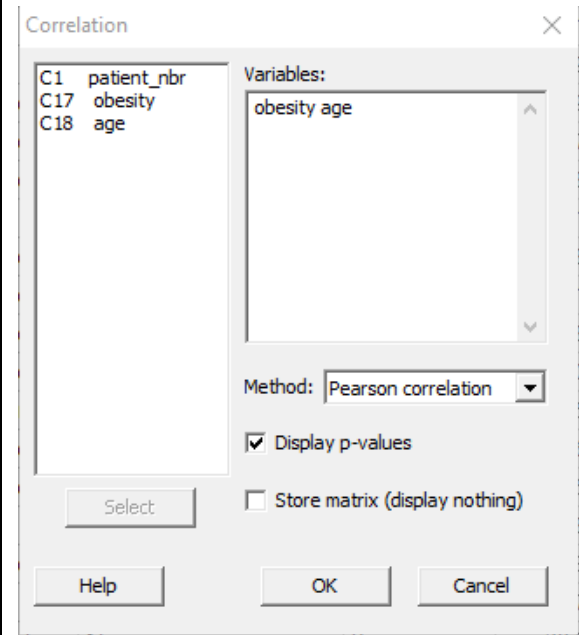 Correlation
C1 patient_nbr
C17 obesity
C18 age
Variables:
obesity age
Method: Pearson correlation
Display p-values
Store matrix (display nothing)
Select
Help OK Cancel